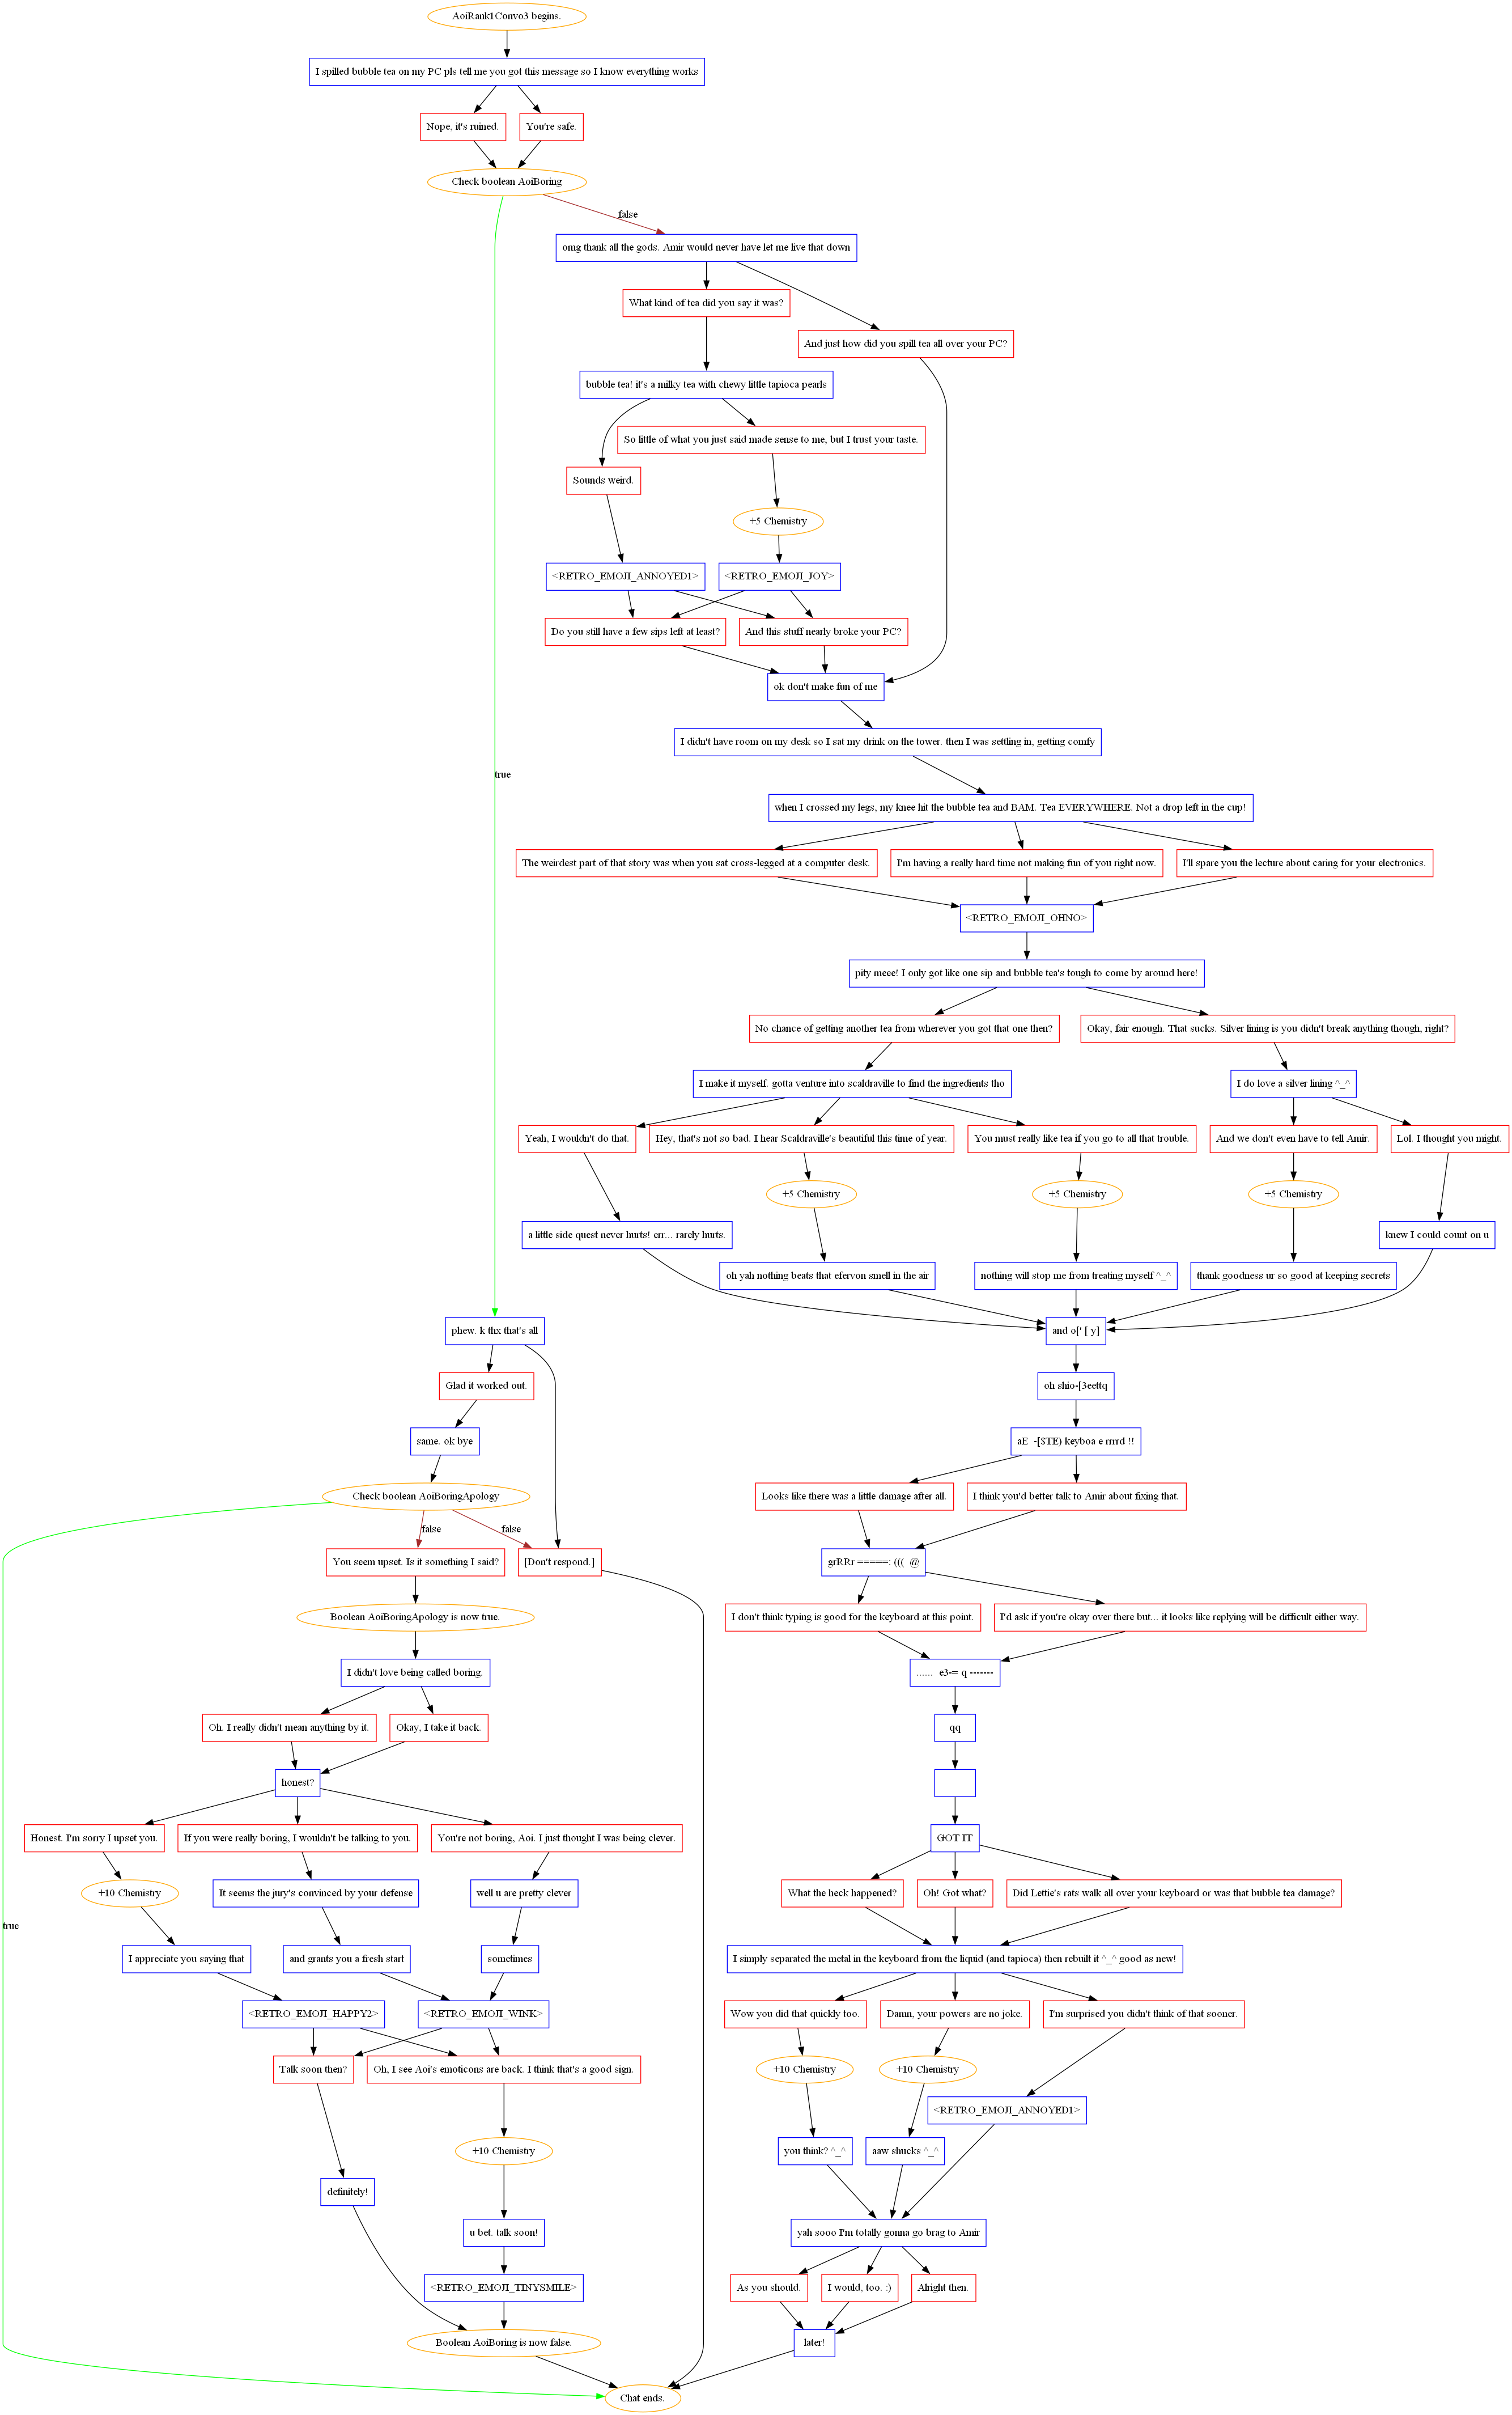 AoiRank1Convo3 begins.
I spilled bubble tea on my PC pls tell me you got this message so I know everything works
Nope, it's ruined.
You're safe.
Check boolean AoiBoring
false
omg thank all the gods. Amir would never have let me live that down
What kind of tea did you say it was?
And just how did you spill tea all over your PC?
bubble tea! it's a milky tea with chewy little tapioca pearls
So little of what you just said made sense to me, but I trust your taste.
Sounds weird.
+5 Chemistry
<RETRO_EMOJI_ANNOYED1>
<RETRO_EMOJI_JOY>
Do you still have a few sips left at least?
And this stuff nearly broke your PC?
ok don't make fun of me
I didn't have room on my desk so I sat my drink on the tower. then I was settling in, getting comfy
true
when I crossed my legs, my knee hit the bubble tea and BAM. Tea EVERYWHERE. Not a drop left in the cup!
The weirdest part of that story was when you sat cross-legged at a computer desk.
I'm having a really hard time not making fun of you right now.
I'll spare you the lecture about caring for your electronics.
<RETRO_EMOJI_OHNO>
pity meee! I only got like one sip and bubble tea's tough to come by around here!
No chance of getting another tea from wherever you got that one then?
Okay, fair enough. That sucks. Silver lining is you didn't break anything though, right?
I make it myself. gotta venture into scaldraville to find the ingredients tho
I do love a silver lining ^_^
Yeah, I wouldn't do that.
Hey, that's not so bad. I hear Scaldraville's beautiful this time of year.
You must really like tea if you go to all that trouble.
And we don't even have to tell Amir.
Lol. I thought you might.
+5 Chemistry
+5 Chemistry
+5 Chemistry
a little side quest never hurts! err... rarely hurts.
knew I could count on u
oh yah nothing beats that efervon smell in the air
nothing will stop me from treating myself ^_^
thank goodness ur so good at keeping secrets
phew. k thx that's all
and o[' [ y]
Glad it worked out.
oh shio-[3eettq
same. ok bye
aE  -[$TE) keyboa e rrrrd !!
Check boolean AoiBoringApology
Looks like there was a little damage after all.
I think you'd better talk to Amir about fixing that.
false
false
You seem upset. Is it something I said?
[Don't respond.]
grRRr =====: (((  @
Boolean AoiBoringApology is now true.
I don't think typing is good for the keyboard at this point.
I'd ask if you're okay over there but... it looks like replying will be difficult either way.
I didn't love being called boring.
......  e3-= q -------
Oh. I really didn't mean anything by it.
Okay, I take it back.
qq
honest?
Honest. I'm sorry I upset you.
If you were really boring, I wouldn't be talking to you.
You're not boring, Aoi. I just thought I was being clever.
GOT IT
+10 Chemistry
It seems the jury's convinced by your defense
well u are pretty clever
What the heck happened?
Oh! Got what?
Did Lettie's rats walk all over your keyboard or was that bubble tea damage?
true
I appreciate you saying that
and grants you a fresh start
sometimes
I simply separated the metal in the keyboard from the liquid (and tapioca) then rebuilt it ^_^ good as new!
<RETRO_EMOJI_HAPPY2>
<RETRO_EMOJI_WINK>
Wow you did that quickly too.
Damn, your powers are no joke.
I'm surprised you didn't think of that sooner.
Talk soon then?
Oh, I see Aoi's emoticons are back. I think that's a good sign.
+10 Chemistry
+10 Chemistry
<RETRO_EMOJI_ANNOYED1>
+10 Chemistry
you think? ^_^
aaw shucks ^_^
definitely!
u bet. talk soon!
yah sooo I'm totally gonna go brag to Amir
<RETRO_EMOJI_TINYSMILE>
As you should.
I would, too. :)
Alright then.
Boolean AoiBoring is now false.
later!
Chat ends.